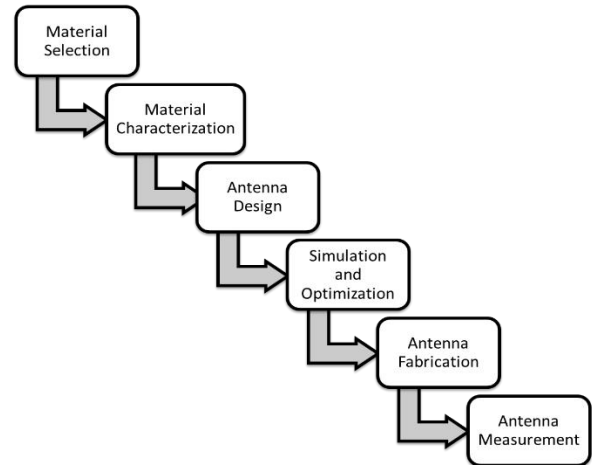 Material
Selection
Material
Characterization
Antenna
Design
Simulation
and
Optimization
Antenna
Fabrication
Antenna
Measurement